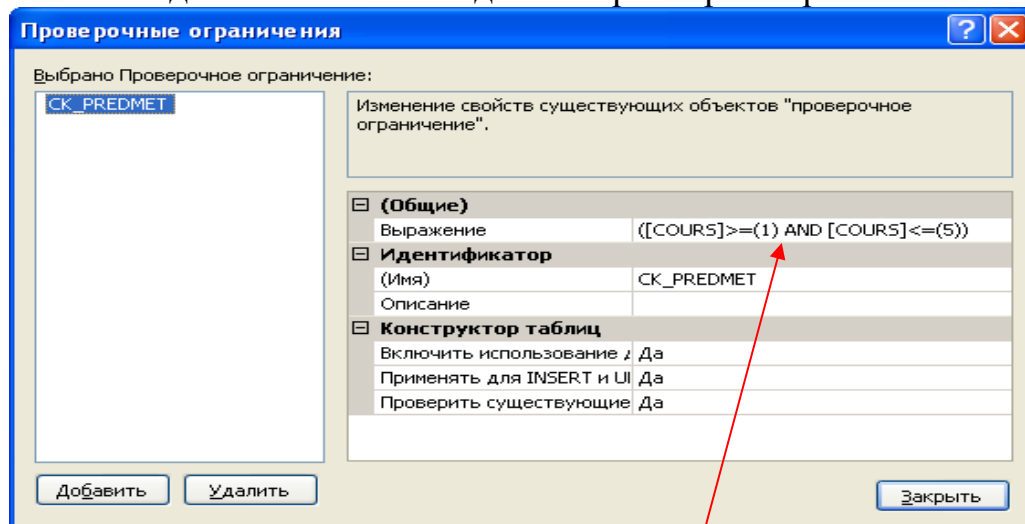 Проверочные ограничения
Выбрано Проверочное ограничение:
CK_PREDMET
Изменение свойств существующих объектов "проверочное
ограничение".
(Общие)
Выражение ([COURS]>=(1) AND [COURS]<=(5))
Идентификатор
(Имя) CK_PREDMET
Описание
Конструктор таблиц
Включить использование Да
Применять для INSERT и UI Да
Проверить существующие Да
Добавить Удалить Закрыть